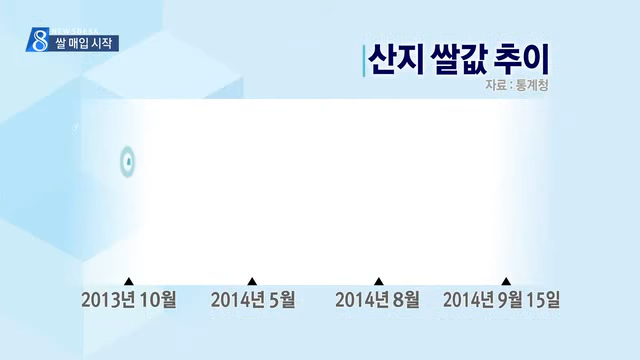 NEWSDESK
8 쌀 매입 시작
산지 쌀값 추이
자료 : 통계청
2013년 10월 2014년 5월 2014년 8월 2014년 9월 15일